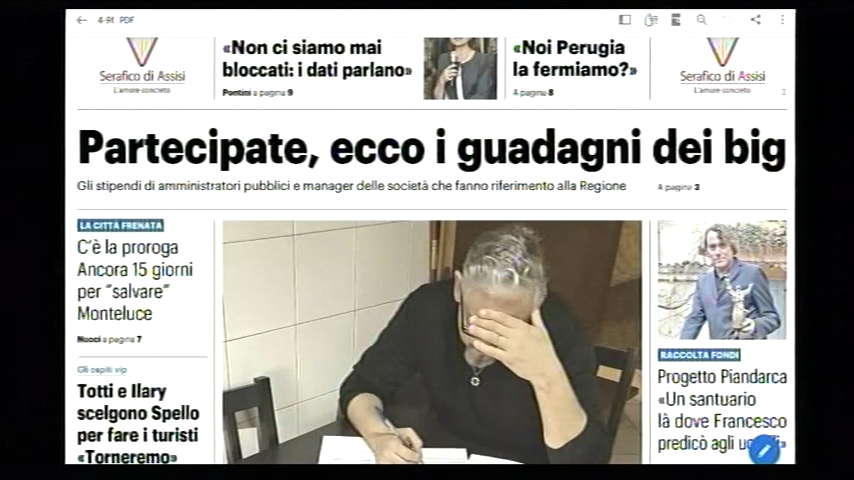 4-91 PDF
Serafico di Assisi
L'amore concreto
«Non ci siamo mai
bloccati: i dati parlano»
Pontini a pagina 9
«Noi Perugia
la fermiamo?»
A pagina 8
Serafico di Assisi
L'amore concreto
2
Partecipate, ecco i guadagni dei big
Gli stipendi di amministratori pubblici e manager delle società che fanno riferimento alla Regione
A pagina 3
LA CITTÀ FRENATA
C'è la proroga
Ancora 15 giorni
per "salvare"
Monteluce
Nucci a pagina 7
Gli ospiti vip
Totti e Ilary
scelgono Spello
per fare i turisti
«Torneremo»
RACCOLTA FONDI
Progetto Piandarca
«Un santuario
là dove Francesco
predicò agli